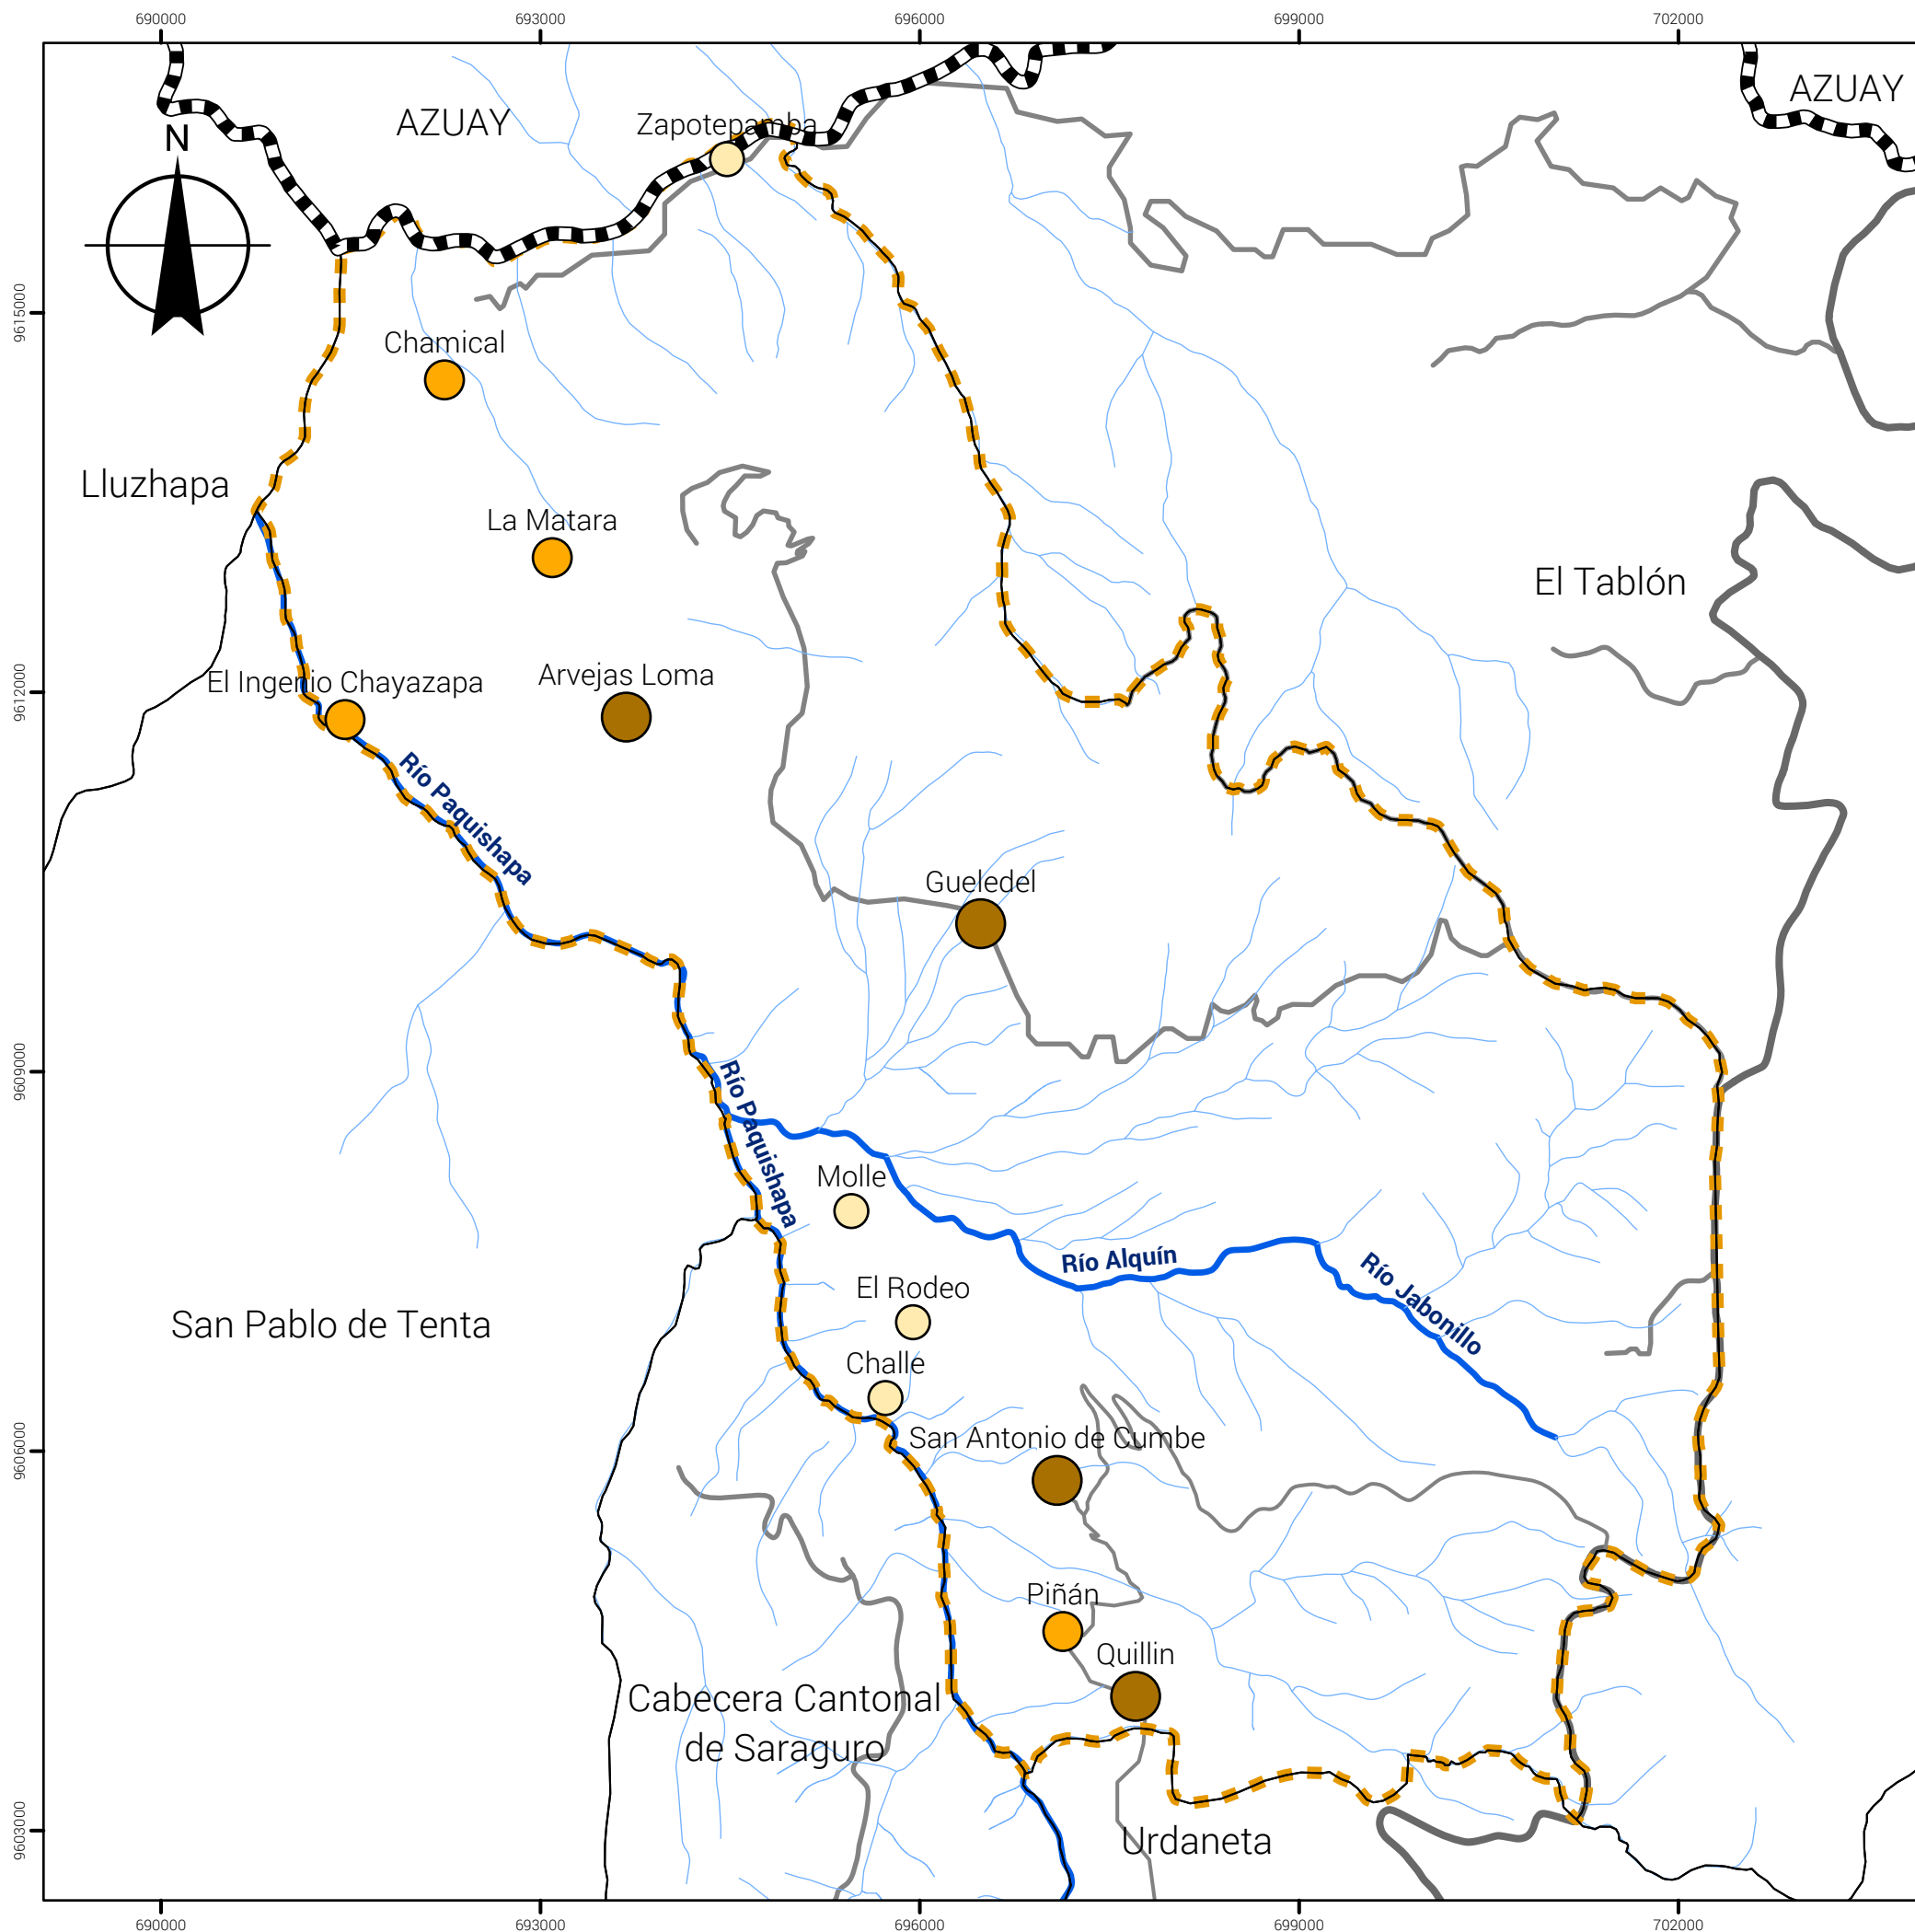 690000
693000
696000
699000
702000
AZUAY
AZUAY
Zapotepamba
N
9615000
Chamical
Lluzhapa
La Matara
El Tablón
9612000
El Ingenio Chayazapa
Arvejas Loma
Río Paquishapa
Gueledel
9609000
Río Paquishapa
Molle
Río Alquín
Río Jabonillo
El Rodeo
San Pablo de Tenta
Challe
9606000
San Antonio de Cumbe
Piñán
Quillin
Cabecera Cantonal
de Saraguro
9603000
Urdaneta
690000
693000
696000
699000
702000